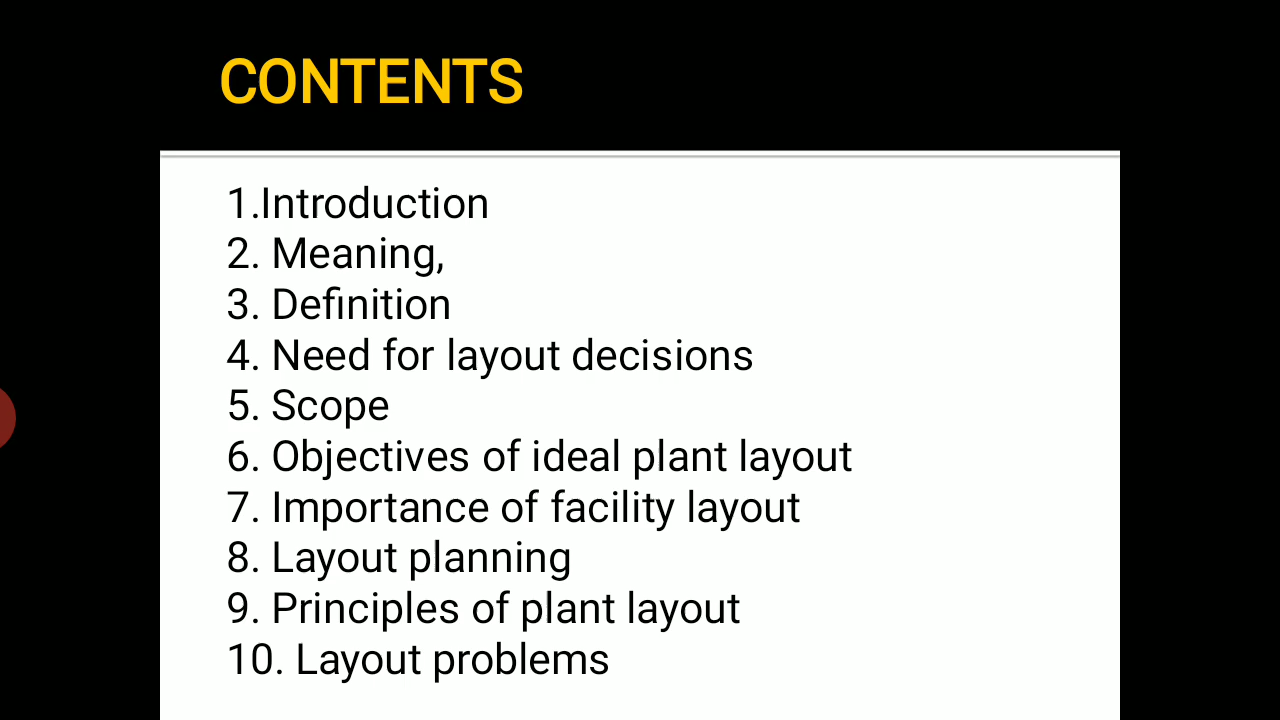 CONTENTS
1.Introduction
2. Meaning,
3. Definition
4. Need for layout decisions
5. Scope
6. Objectives of ideal plant layout
7. Importance of facility layout
8. Layout planning
9. Principles of plant layout
10. Layout problems